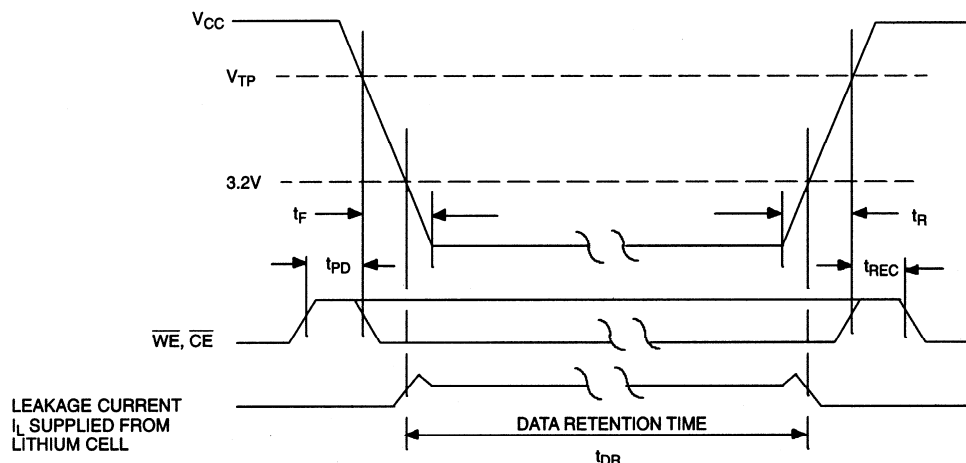 VCC
VTP
3.2V
tF
tR
tPD
tREC
WE, CE
LEAKAGE CURRENT
IL SUPPLIED FROM
LITHIUM CELL
DATA RETENTION TIME
tDR